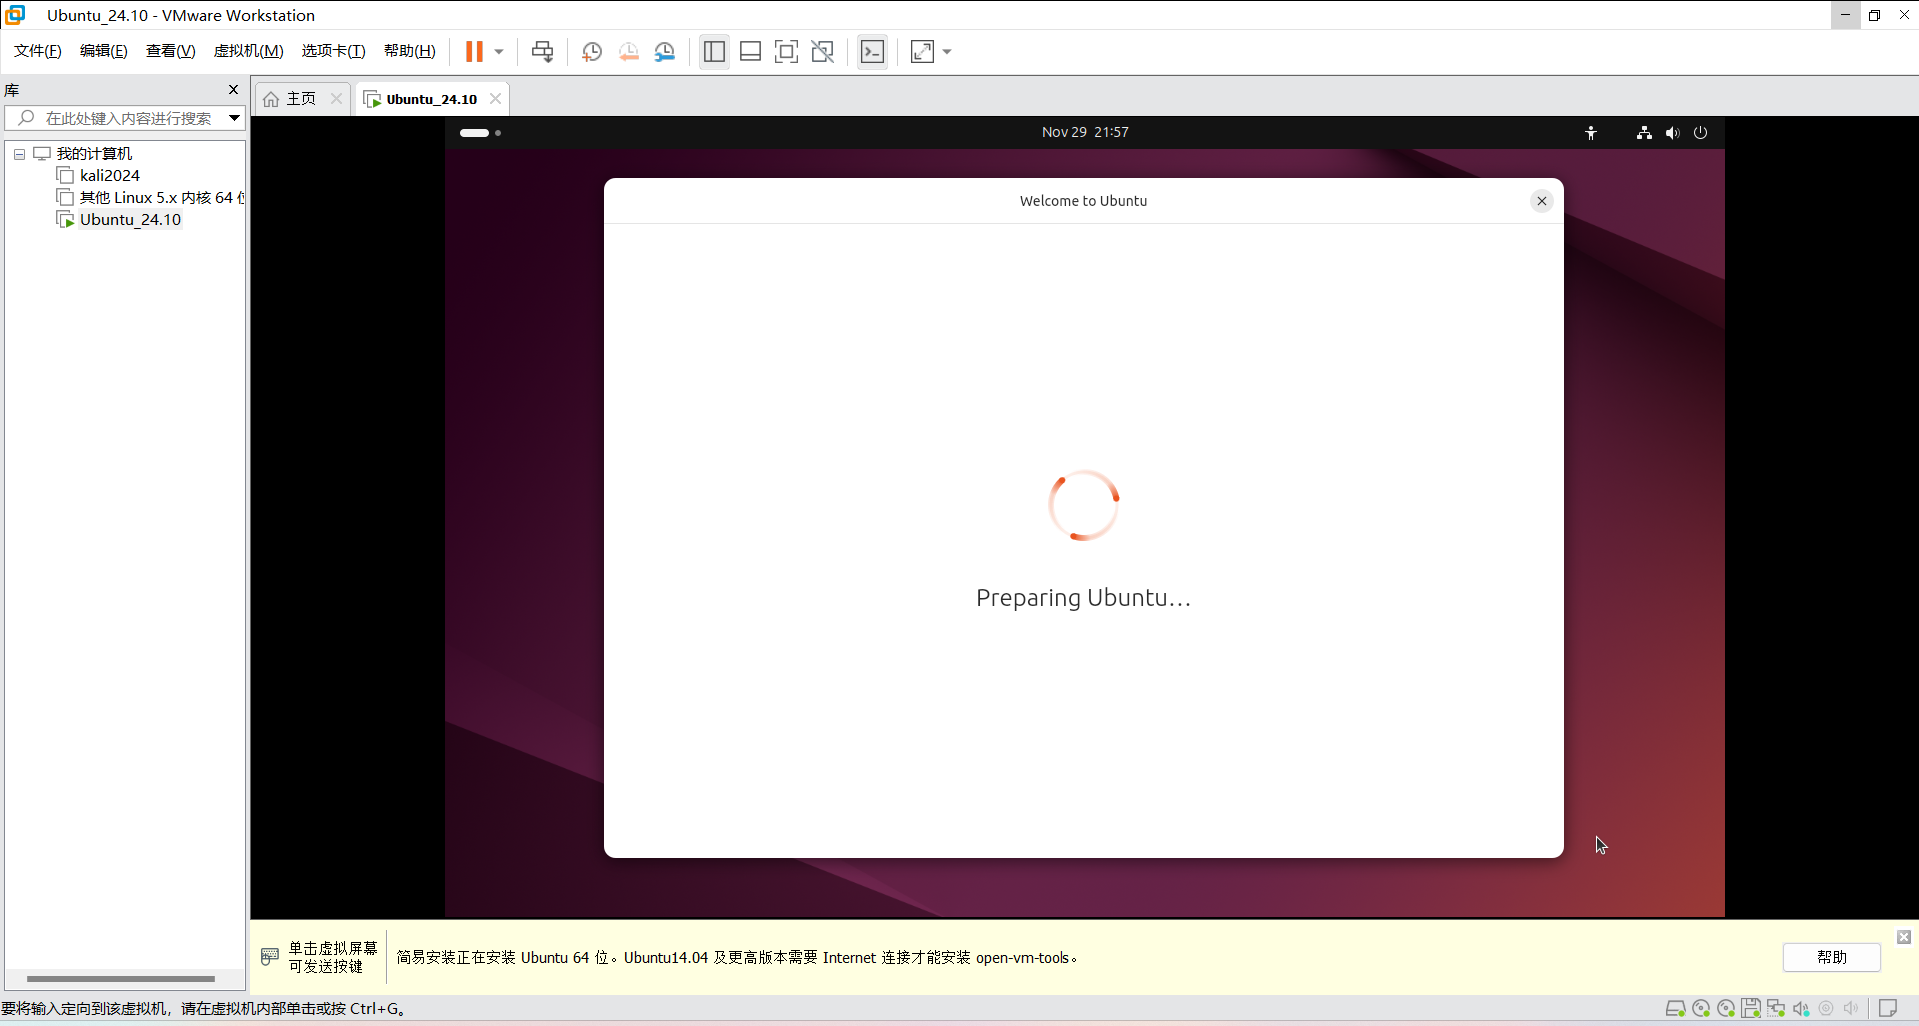 Ubuntu_24.10 - VMware Workstation
文件(F) 编辑(E) 查看(V) 虚拟机(M) 选项卡(T) 帮助(H)
库
主页
Ubuntu_24.10
在此处键入内容进行搜索
我的计算机
kali2024
其他 Linux 5.x 内核 64
Ubuntu_24.10
Nov 29 21:57
Welcome to Ubuntu
Preparing Ubuntu...
单击虚拟屏幕
可发送按键
简易安装正在安装 Ubuntu 64 位。Ubuntu14.04 及更高版本需要 Internet 连接才能安装 open-vm-tools。
帮助
要将输入定向到该虚拟机，请在虚拟机内部单击或按 Ctrl+G。